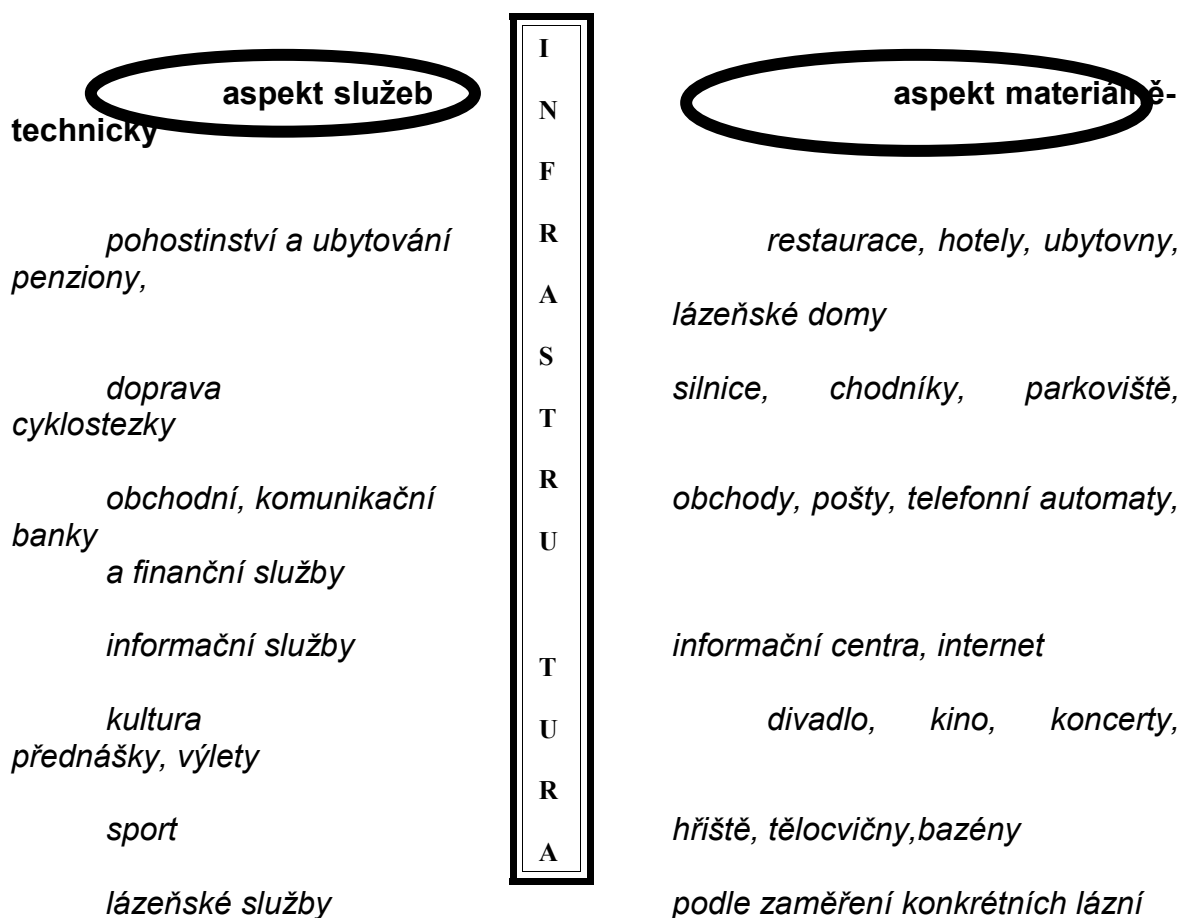 aspekt služeb aspekt materiálně-
technicky
pohostinství a ubytování restaurace, hotely, ubytovny,
penziony,
lázeňské domy
doprava silnice, chodníky, parkoviště,
cyklostezky
obchodní, komunikační obchody, pošty, telefonní automaty,
banky
a finanční služby
informační služby informační centra, internet
kultura divadlo, kino, koncerty,
přednášky, výlety
sport hřiště, tělocvičny,bazény
lázeňské služby podle zaměření konkrétních lázní
I
N
F
R
A
S
T
R
U
T
U
R
A